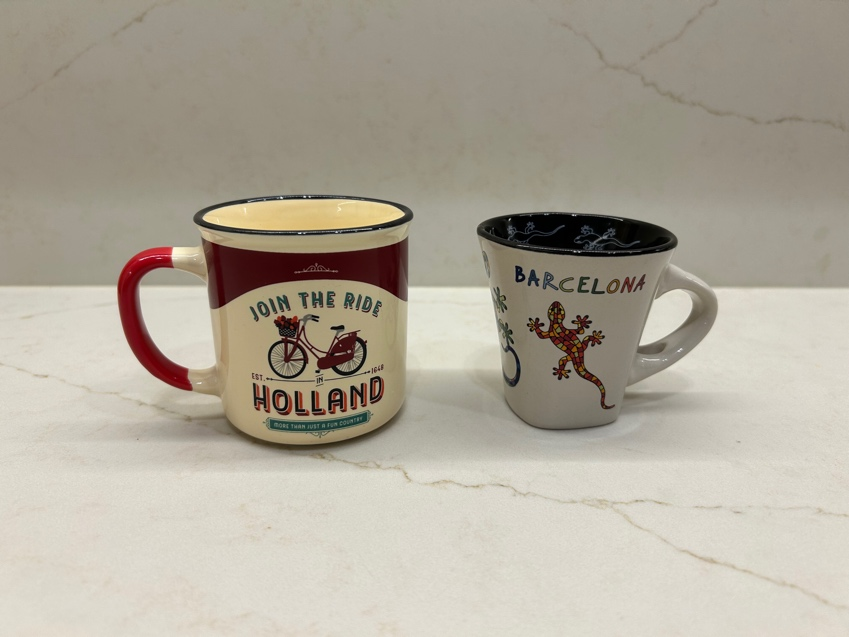 JOIN THE RIDE
EST. IN 1648
HOLLAND
MORE THAN JUST A FUN COUNTRY
BARCELONA